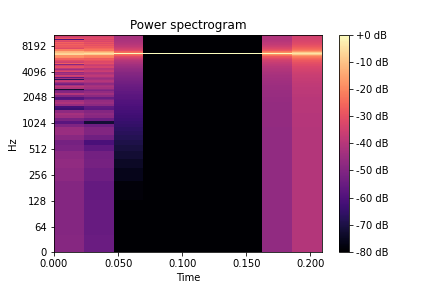 Power spectrogram
8192
4096
2048
1024
512
256
128
64
0
Hz
0.000 0.050 0.100 0.150 0.200
Time
+0 dB
-10 dB
-20 dB
-30 dB
-40 dB
-50 dB
-60 dB
-70 dB
-80 dB